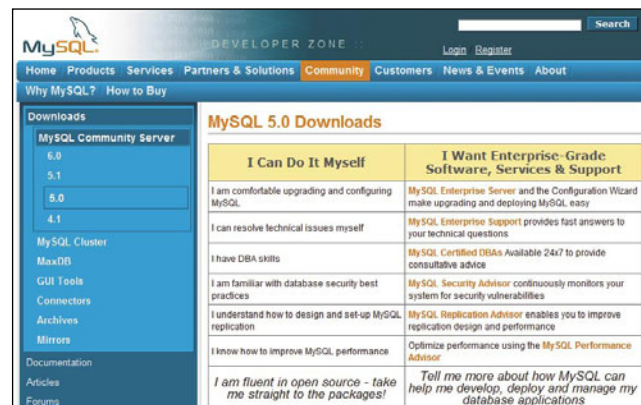 MySQL
DEVELOPER ZONE ::
Search
Login Register
Home Products Services Partners & Solutions Community Customers News & Events About
Why MySQL? How to Buy
Downloads
MySQL Community Server
6.0
5.1
5.0
4.1
MySQL Cluster
MaxDB
GUI Tools
Connectors
Archives
Mirrors
Documentation
Articles
Forums
MySQL 5.0 Downloads
I Can Do It Myself
I Want Enterprise-Grade
Software, Services & Support
I am comfortable upgrading and configuring
MySQL
MySQL Enterprise Server and the Configuration Wizard
make upgrading and deploying MySQL easy
I can resolve technical issues myself
MySQL Enterprise Support provides fast answers to
your technical questions
I have DBA skills
MySQL Certified DBAs Available 24x7 to provide
consultative advice
I am familiar with database security best
practices
MySQL Security Advisor continuously monitors your
system for security vulnerabilities
I understand how to design and set-up MySQL
replication
MySQL Replication Advisor enables you to improve
replication design and performance
I know how to improve MySQL performance
Optimize performance using the MySQL Performance
Advisor
I am fluent in open source - take
me straight to the packages!
Tell me more about how MySQL can
help me develop, deploy and manage my
database applications